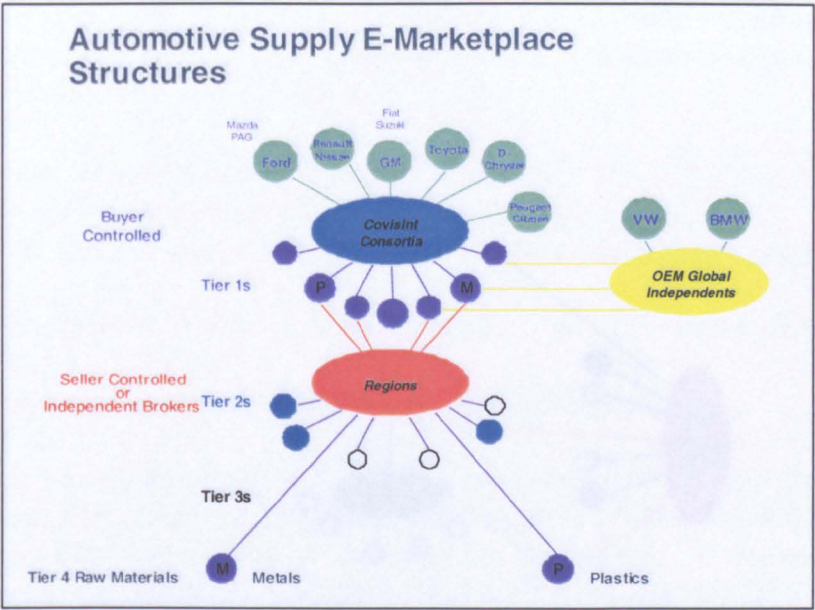 Automotive Supply E-Marketplace
Structures
Mazda
PAG
Fiat
Suzuki
Ford
Renault
Nissan
GM
Toyota
D-
Chrysler
Peugeot
Citroen
VW
BMW
Buyer
Controlled
Covisint
Consortia
OEM Global
Independents
Tier 1s
P
M
Seller Controlled
or
Independent Brokers
Regions
Tier 2s
Tier 3s
Tier 4 Raw Materials
M
Metals
P
Plastics